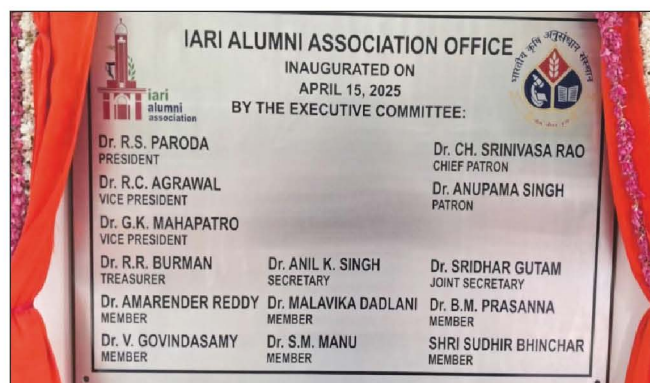 IARI ALUMNI ASSOCIATION OFFICE
INAUGURATED ON
APRIL 15, 2025
BY THE EXECUTIVE COMMITTEE:
iari
alumni
association
भारतीय कृषि अनुसंधान संस्थान
Dr. R.S. PARODA
PRESIDENT
Dr. CH. SRINIVASA RAO
CHIEF PATRON
Dr. R.C. AGRAWAL
VICE PRESIDENT
Dr. ANUPAMA SINGH
PATRON
Dr. G.K. MAHAPATRO
VICE PRESIDENT
Dr. R.R. BURMAN Dr. ANIL K. SINGH Dr. SRIDHAR GUTAM
TREASURER SECRETARY JOINT SECRETARY
Dr. AMARENDER REDDY Dr. MALAVIKA DADLANI Dr. B.M. PRASANNA
MEMBER MEMBER MEMBER
Dr. V. GOVINDASAMY Dr. S.M. MANU SHRI SUDHIR BHINCHAR
MEMBER MEMBER MEMBER